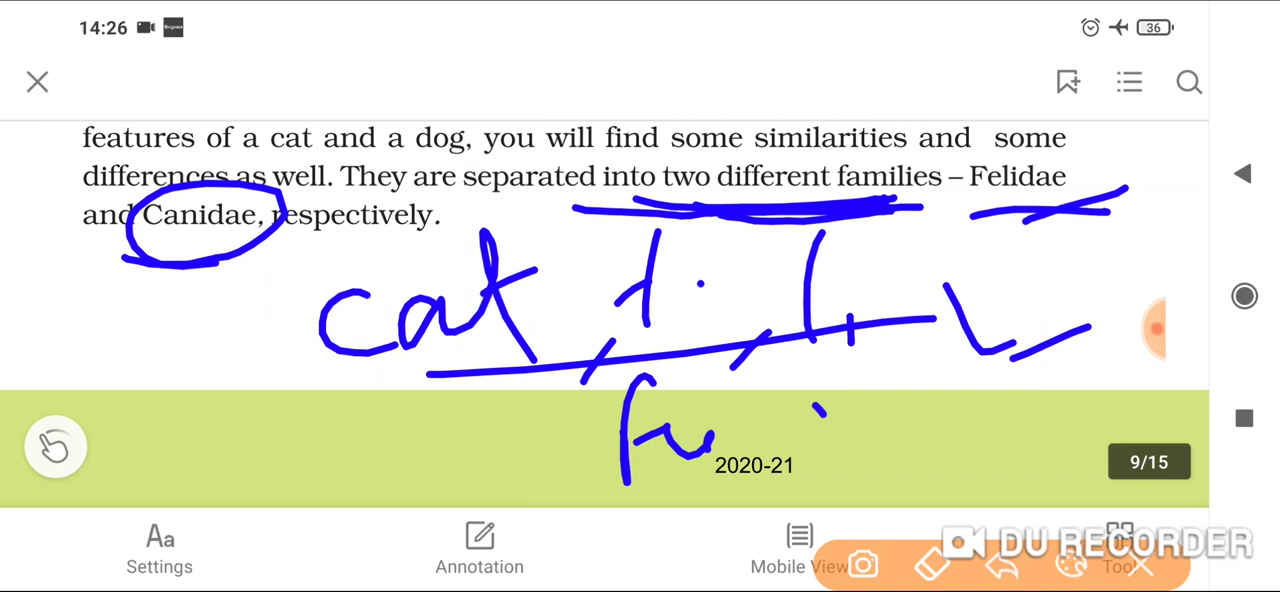 14:26
36
features of a cat and a dog, you will find some similarities and some
differences as well. They are separated into two different families – Felidae
and Canidae, respectively.
cat
2020-21
9/15
Settings
Annotation
Mobile View
Tool
DU RECORDER